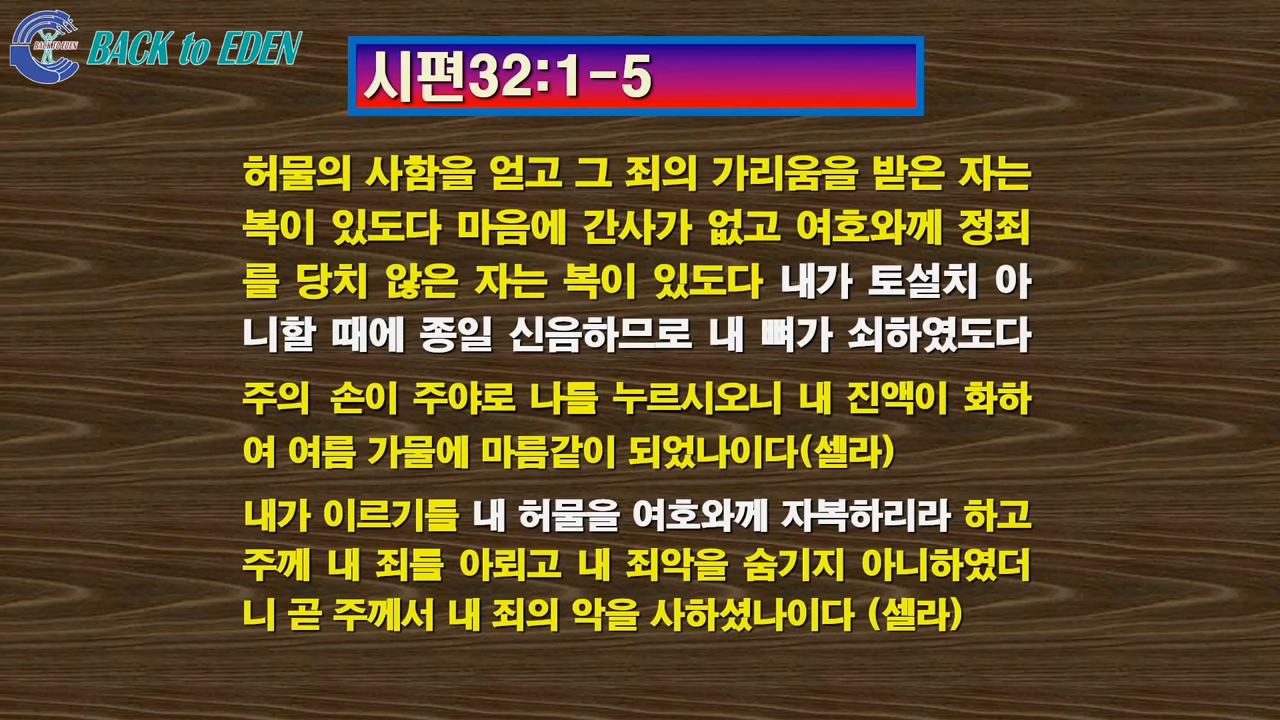 BACK to EDEN
시편32:1-5
허물의 사함을 얻고 그 죄의 가리움을 받은 자는
복이 있도다 마음에 간사가 없고 여호와께 정죄
를 당치 않은 자는 복이 있도다 내가 토설치 아
니할 때에 종일 신음하므로 내 뼈가 쇠하였도다
주의 손이 주야로 나를 누르시오니 내 진액이 화하
여 여름 가물에 마름같이 되었나이다(셀라)
내가 이르기를 내 허물을 여호와께 자복하리라 하고
주께 내 죄를 아뢰고 내 죄악을 숨기지 아니하였더
니 곧 주께서 내 죄의 악을 사하셨나이다 (셀라)